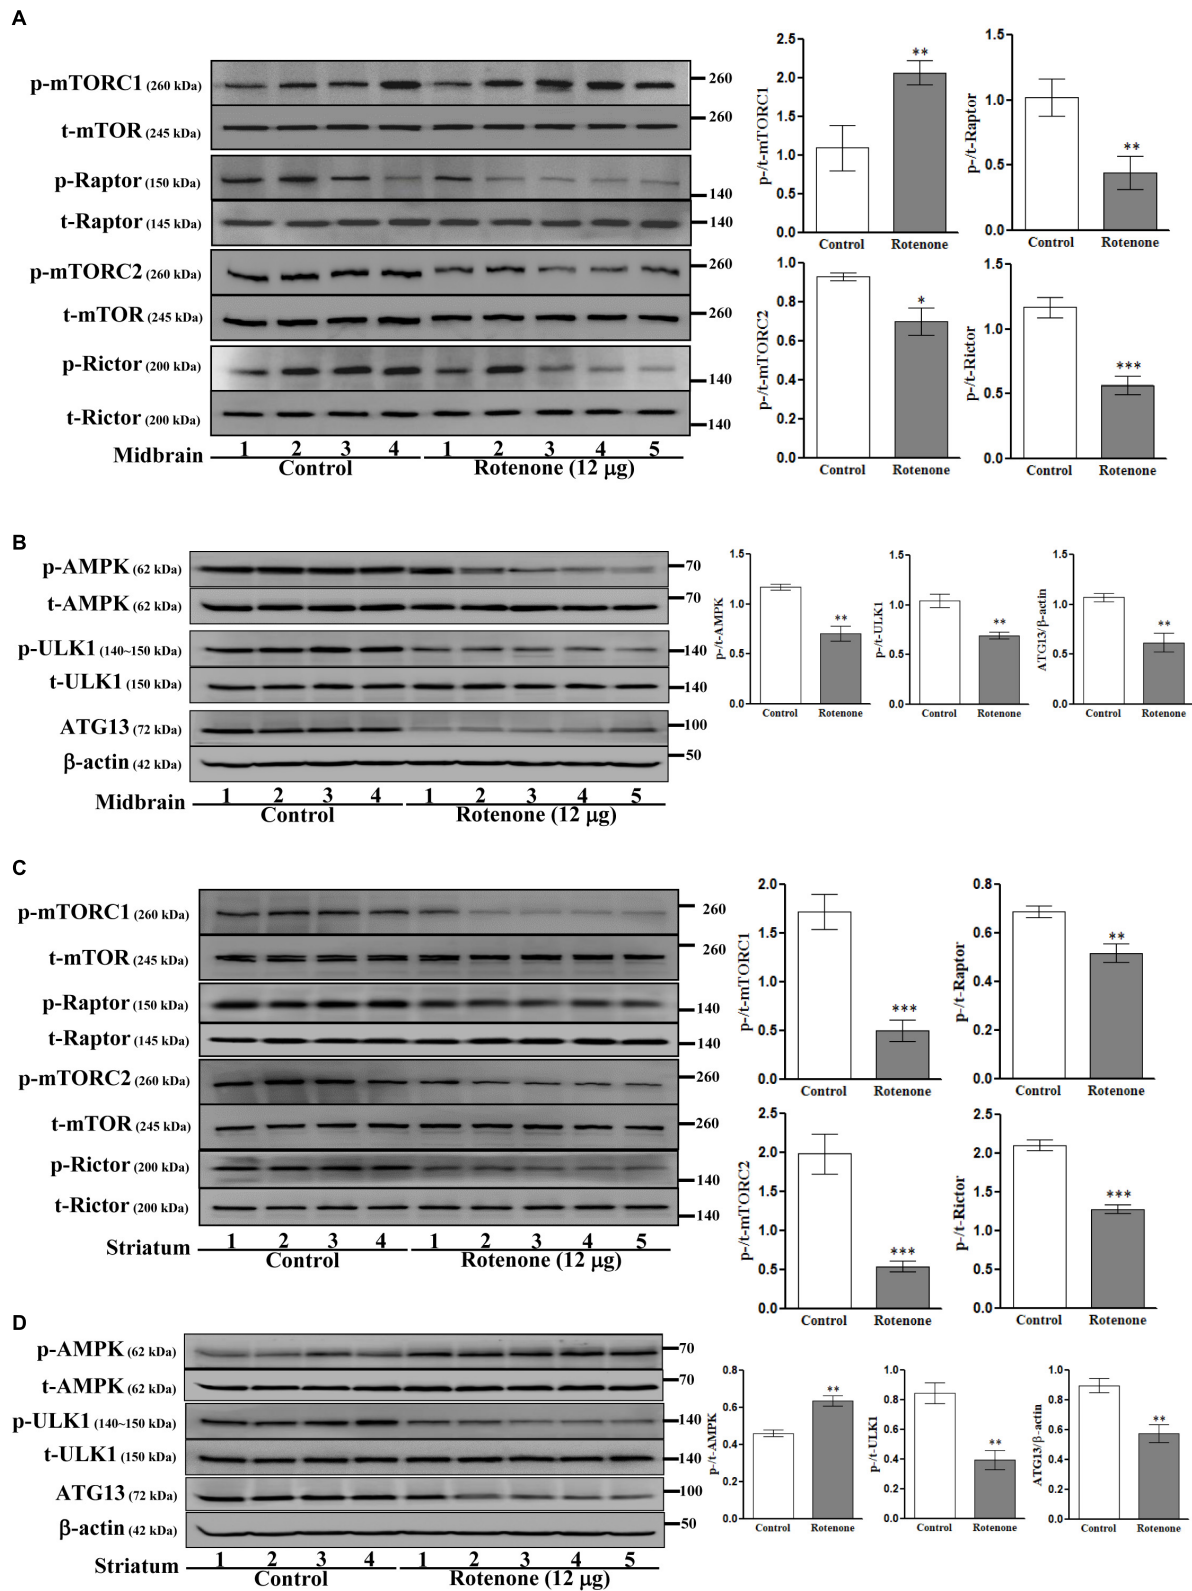 A
p-mTORC1 (260 kDa)
260
t-mTOR (245 kDa)
260
p-Raptor (150 kDa)
140
t-Raptor (145 kDa)
140
p-mTORC2 (260 kDa)
260
t-mTOR (245 kDa)
260
p-Rictor (200 kDa)
140
t-Rictor (200 kDa)
140
Midbrain 1 2 3 4 1 2 3 4 5
Control Rotenone (12 µg)
p-/t-mTORC1
2.5
2.0
1.5
1.0
0.5
0.0
**
Control Rotenone
p-/t-Raptor
1.5
1.0
0.5
0.0
**
Control Rotenone
p-/t-mTORC2
1.0
0.8
0.6
0.4
0.2
0.0
*
Control Rotenone
p-/t-Rictor
1.5
1.0
0.5
0.0
***
Control Rotenone
B
p-AMPK (62 kDa)
70
t-AMPK (62 kDa)
70
p-ULK1 (140~150 kDa)
140
t-ULK1 (150 kDa)
140
ATG13 (72 kDa)
100
β-actin (42 kDa)
50
Midbrain 1 2 3 4 1 2 3 4 5
Control Rotenone (12 µg)
p-/t-AMPK
1.5
1.0
0.5
0.0
**
Control Rotenone
p-/t-ULK1
1.5
1.0
0.5
0.0
**
Control Rotenone
ATG13/β-actin
1.5
1.0
0.5
0.0
**
Control Rotenone
C
p-mTORC1 (260 kDa)
260
t-mTOR (245 kDa)
260
p-Raptor (150 kDa)
140
t-Raptor (145 kDa)
140
p-mTORC2 (260 kDa)
260
t-mTOR (245 kDa)
260
p-Rictor (200 kDa)
140
t-Rictor (200 kDa)
140
Striatum 1 2 3 4 1 2 3 4 5
Control Rotenone (12 µg)
p-/t-mTORC1
2.0
1.5
1.0
0.5
0.0
***
Control Rotenone
p-/t-Raptor
0.8
0.6
0.4
0.2
0.0
**
Control Rotenone
p-/t-mTORC2
2.5
2.0
1.5
1.0
0.5
0.0
***
Control Rotenone
p-/t-Rictor
2.5
2.0
1.5
1.0
0.5
0.0
***
Control Rotenone
D
p-AMPK (62 kDa)
70
t-AMPK (62 kDa)
70
p-ULK1 (140~150 kDa)
140
t-ULK1 (150 kDa)
140
ATG13 (72 kDa)
100
β-actin (42 kDa)
50
Striatum 1 2 3 4 1 2 3 4 5
Control Rotenone (12 µg)
p-/t-AMPK
0.8
0.6
0.4
0.2
0.0
**
Control Rotenone
p-/t-ULK1
1.0
0.8
0.6
0.4
0.2
0.0
**
Control Rotenone
ATG13/β-actin
1.0
0.8
0.6
0.4
0.2
0.0
**
Control Rotenone